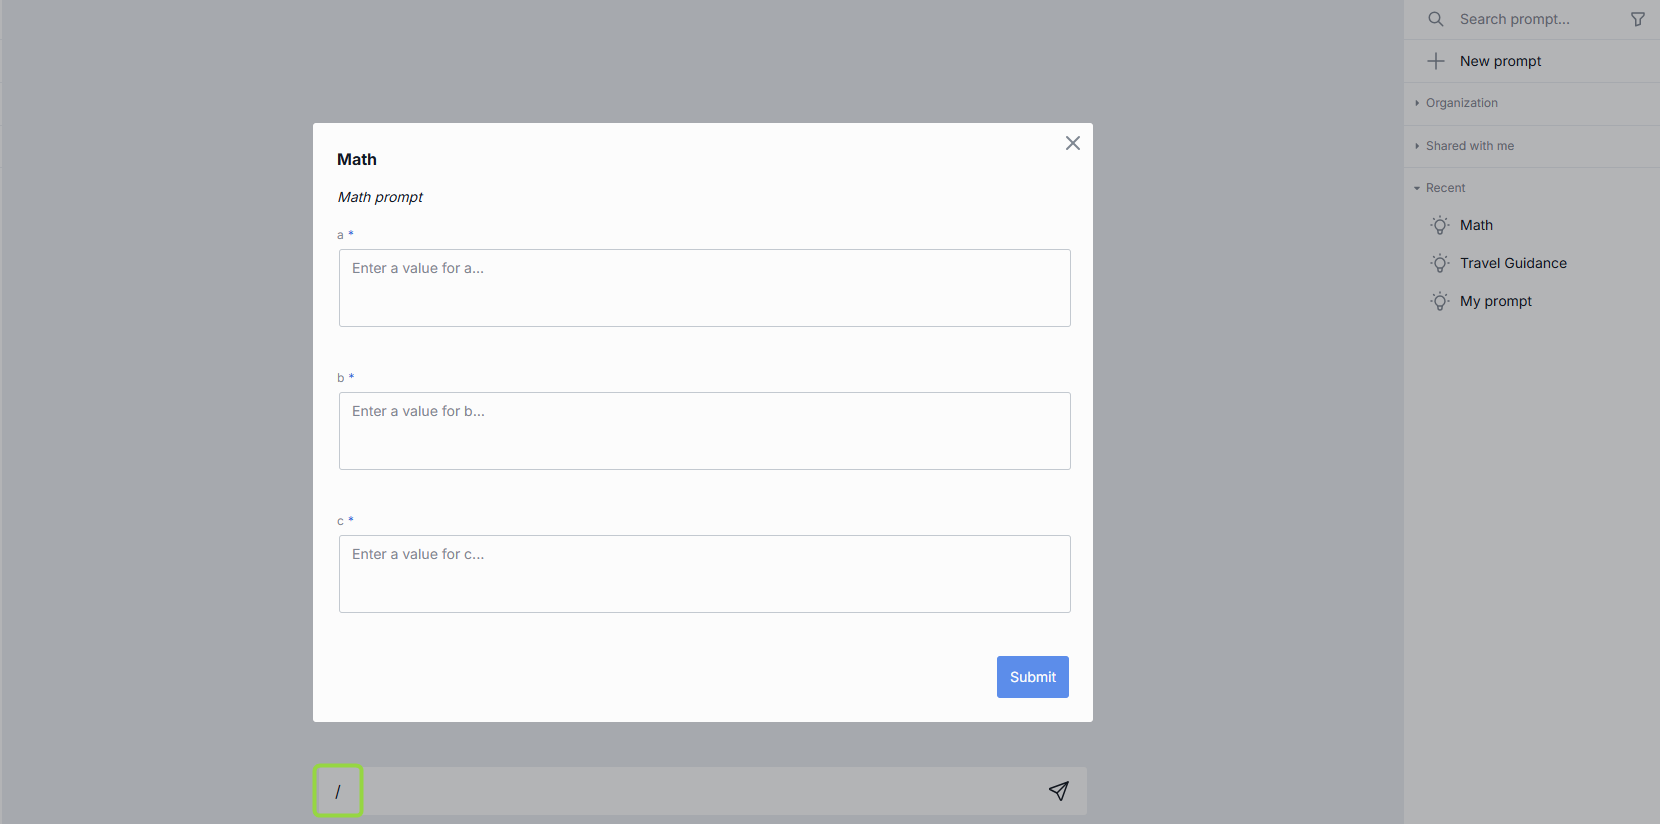 Search prompt...
New prompt
Organization
Shared with me
Recent
Math
Travel Guidance
My prompt
Math
Math prompt
a *
Enter a value for a...
b *
Enter a value for b...
c *
Enter a value for c...
Submit
/